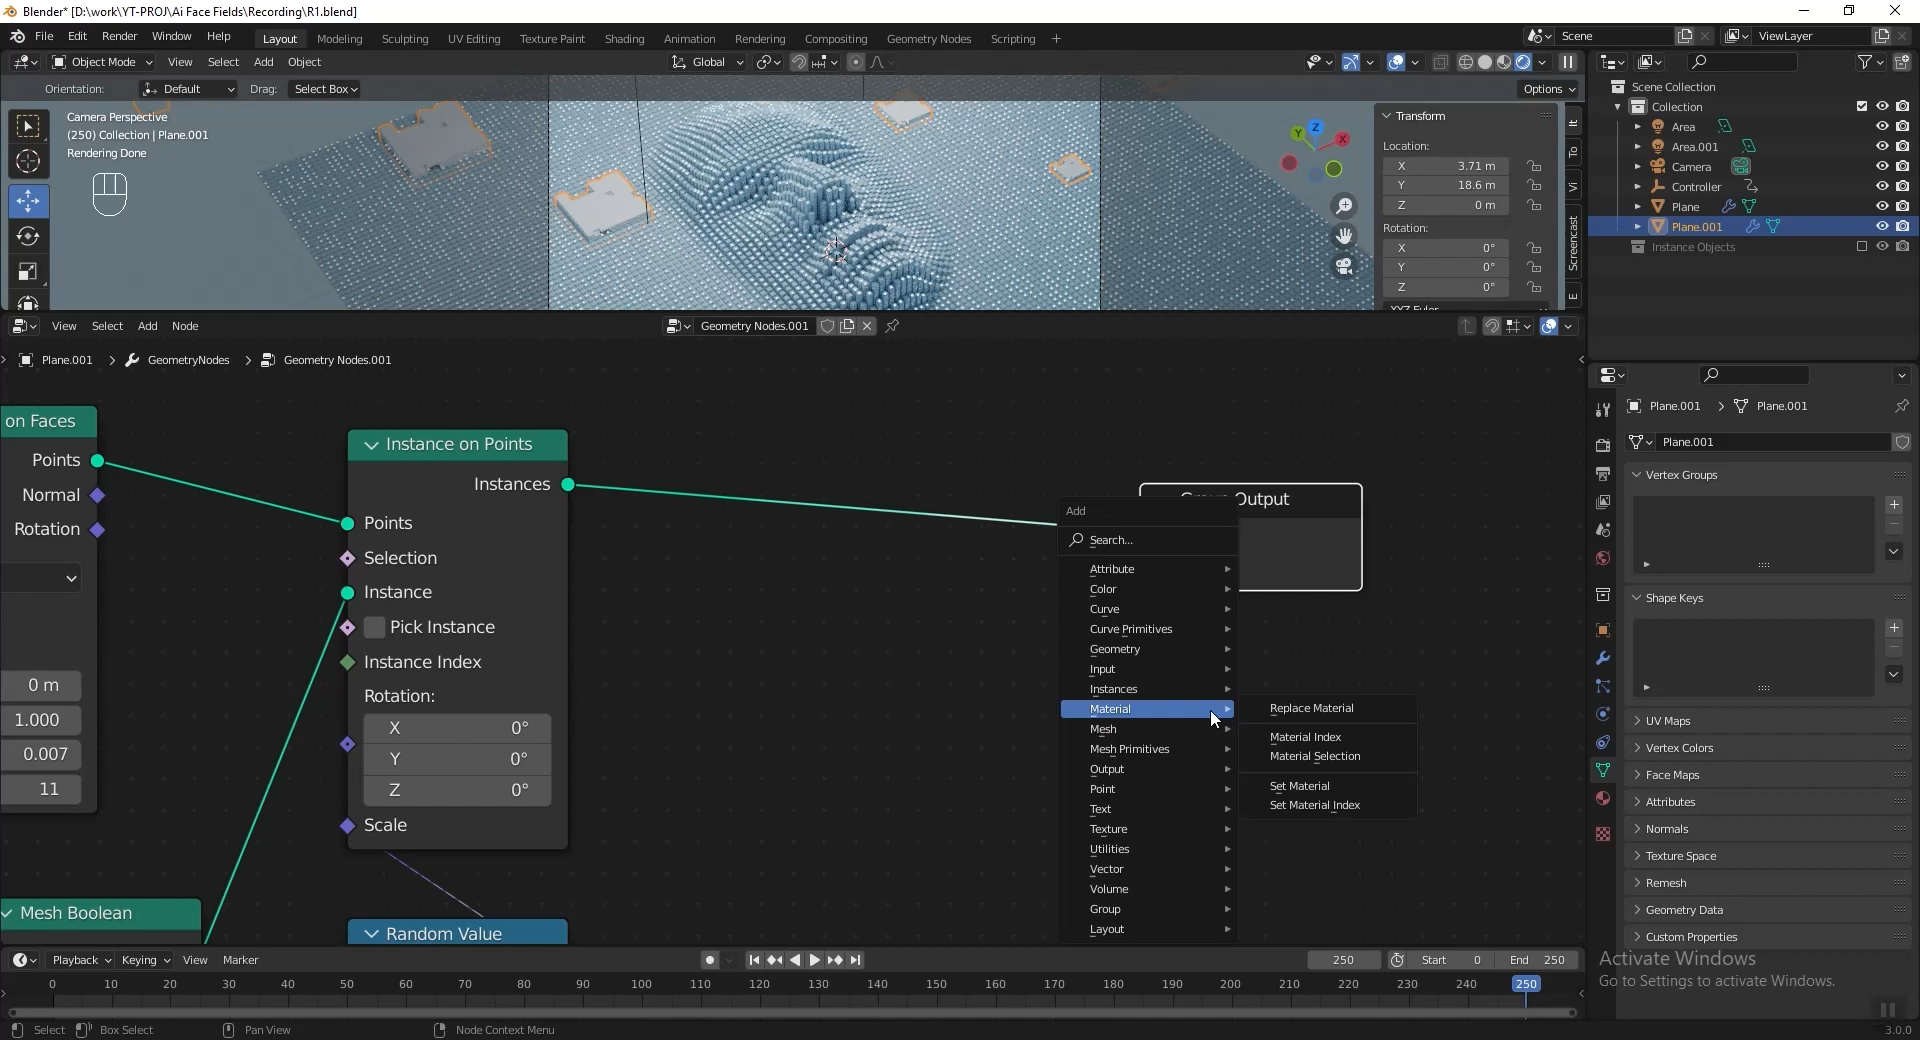 Blender* [D:\work\YT-PROJ\Ai Face Fields\Recording\R1.blend]
File Edit Render Window Help Layout Modeling Sculpting UV Editing Texture Paint Shading Animation Rendering Compositing Geometry Nodes Scripting + Scene ViewLayer
Object Mode View Select Add Object Global
Orientation: Default Drag: Select Box Options
Camera Perspective
(250) Collection | Plane.001
Rendering Done
Z
Y
X
Transform
Location:
X 3.71 m
Y 18.6 m
Z 0 m
Rotation:
X 0°
Y 0°
Z 0°
XYZ Euler
It
To
Vi
Screencast
E
Scene Collection
Collection
Area
Area.001
Camera
Controller
Plane
Plane.001
Instance Objects
View Select Add Node Geometry Nodes.001
Plane.001 > GeometryNodes > Geometry Nodes.001
on Faces
Points
Normal
Rotation
0 m
1.000
0.007
11
Instance on Points
Instances
Points
Selection
Instance
Pick Instance
Instance Index
Rotation:
X 0°
Y 0°
Z 0°
Scale
Mesh Boolean
Random Value
Output
Add
Search...
Attribute
Color
Curve
Curve Primitives
Geometry
Input
Instances
Material
Mesh
Mesh Primitives
Output
Point
Text
Texture
Utilities
Vector
Volume
Group
Layout
Replace Material
Material Index
Material Selection
Set Material
Set Material Index
Plane.001 > Plane.001
Plane.001
Vertex Groups
Shape Keys
UV Maps
Vertex Colors
Face Maps
Attributes
Normals
Texture Space
Remesh
Geometry Data
Custom Properties
Activate Windows
Go to Settings to activate Windows.
Playback Keying View Marker 250 Start 0 End 250
0 10 20 30 40 50 60 70 80 90 100 110 120 130 140 150 160 170 180 190 200 210 220 230 240 250
Select Box Select Pan View Node Context Menu 3.0.0